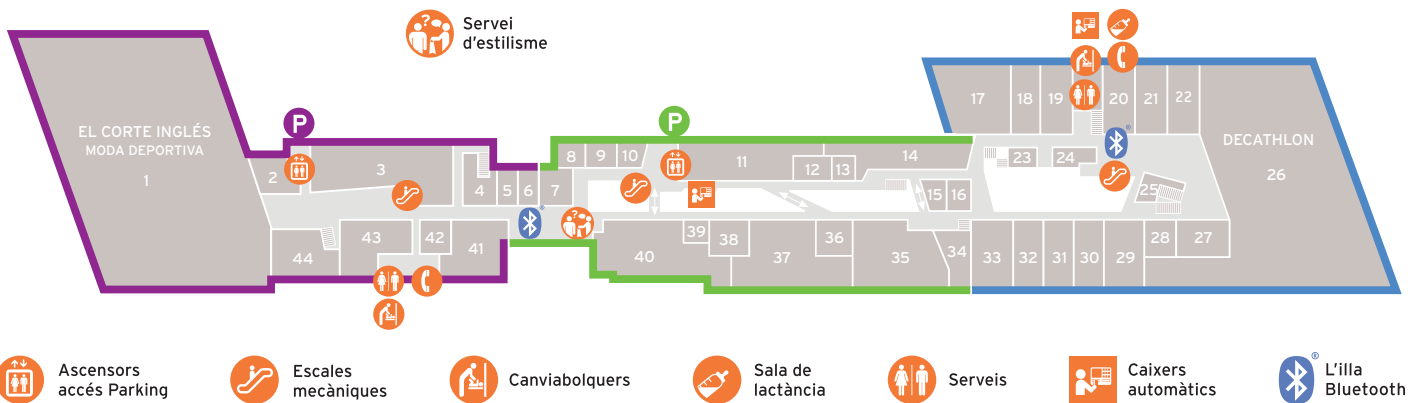 Servei
d'estilisme
P
P
EL CORTE INGLÉS
MODA DEPORTIVA
1
2
3
4
5
6
7
8
9
10
11
12
13
14
15
16
17
18
19
20
21
22
23
24
25
DECATHLON
26
27
28
29
30
31
32
33
34
35
36
37
38
39
40
41
42
43
44
Ascensors
accés Parking
Escales
mecàniques
Canviabolquers
Sala de
lactància
Serveis
Caixers
automàtics
®
L'illa
Bluetooth